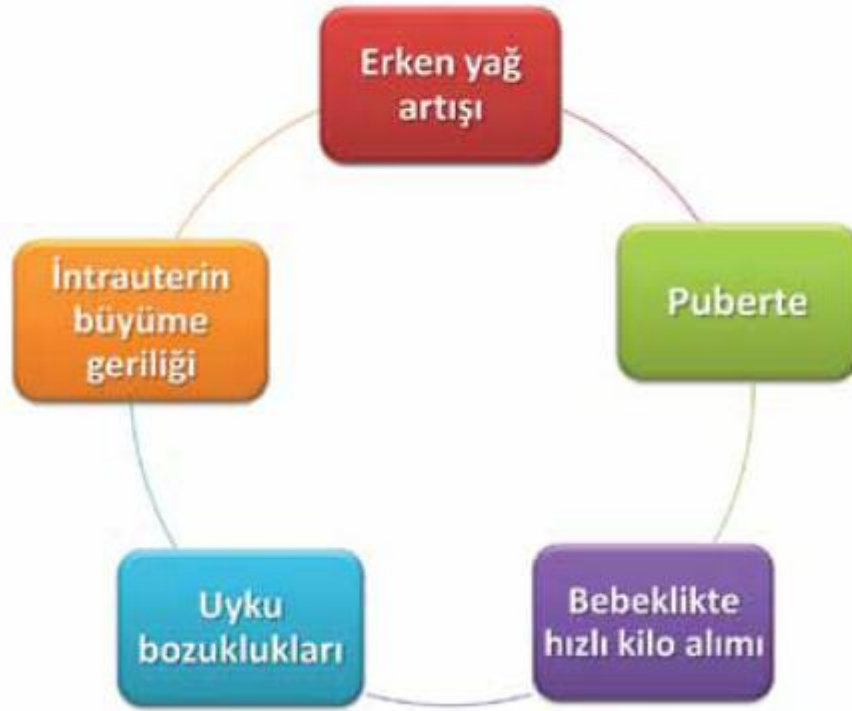 Erken yağ
artışı
Puberte
Bebeklikte
hızlı kilo alımı
Uyku
bozuklukları
İntrauterin
büyüme
geriliği